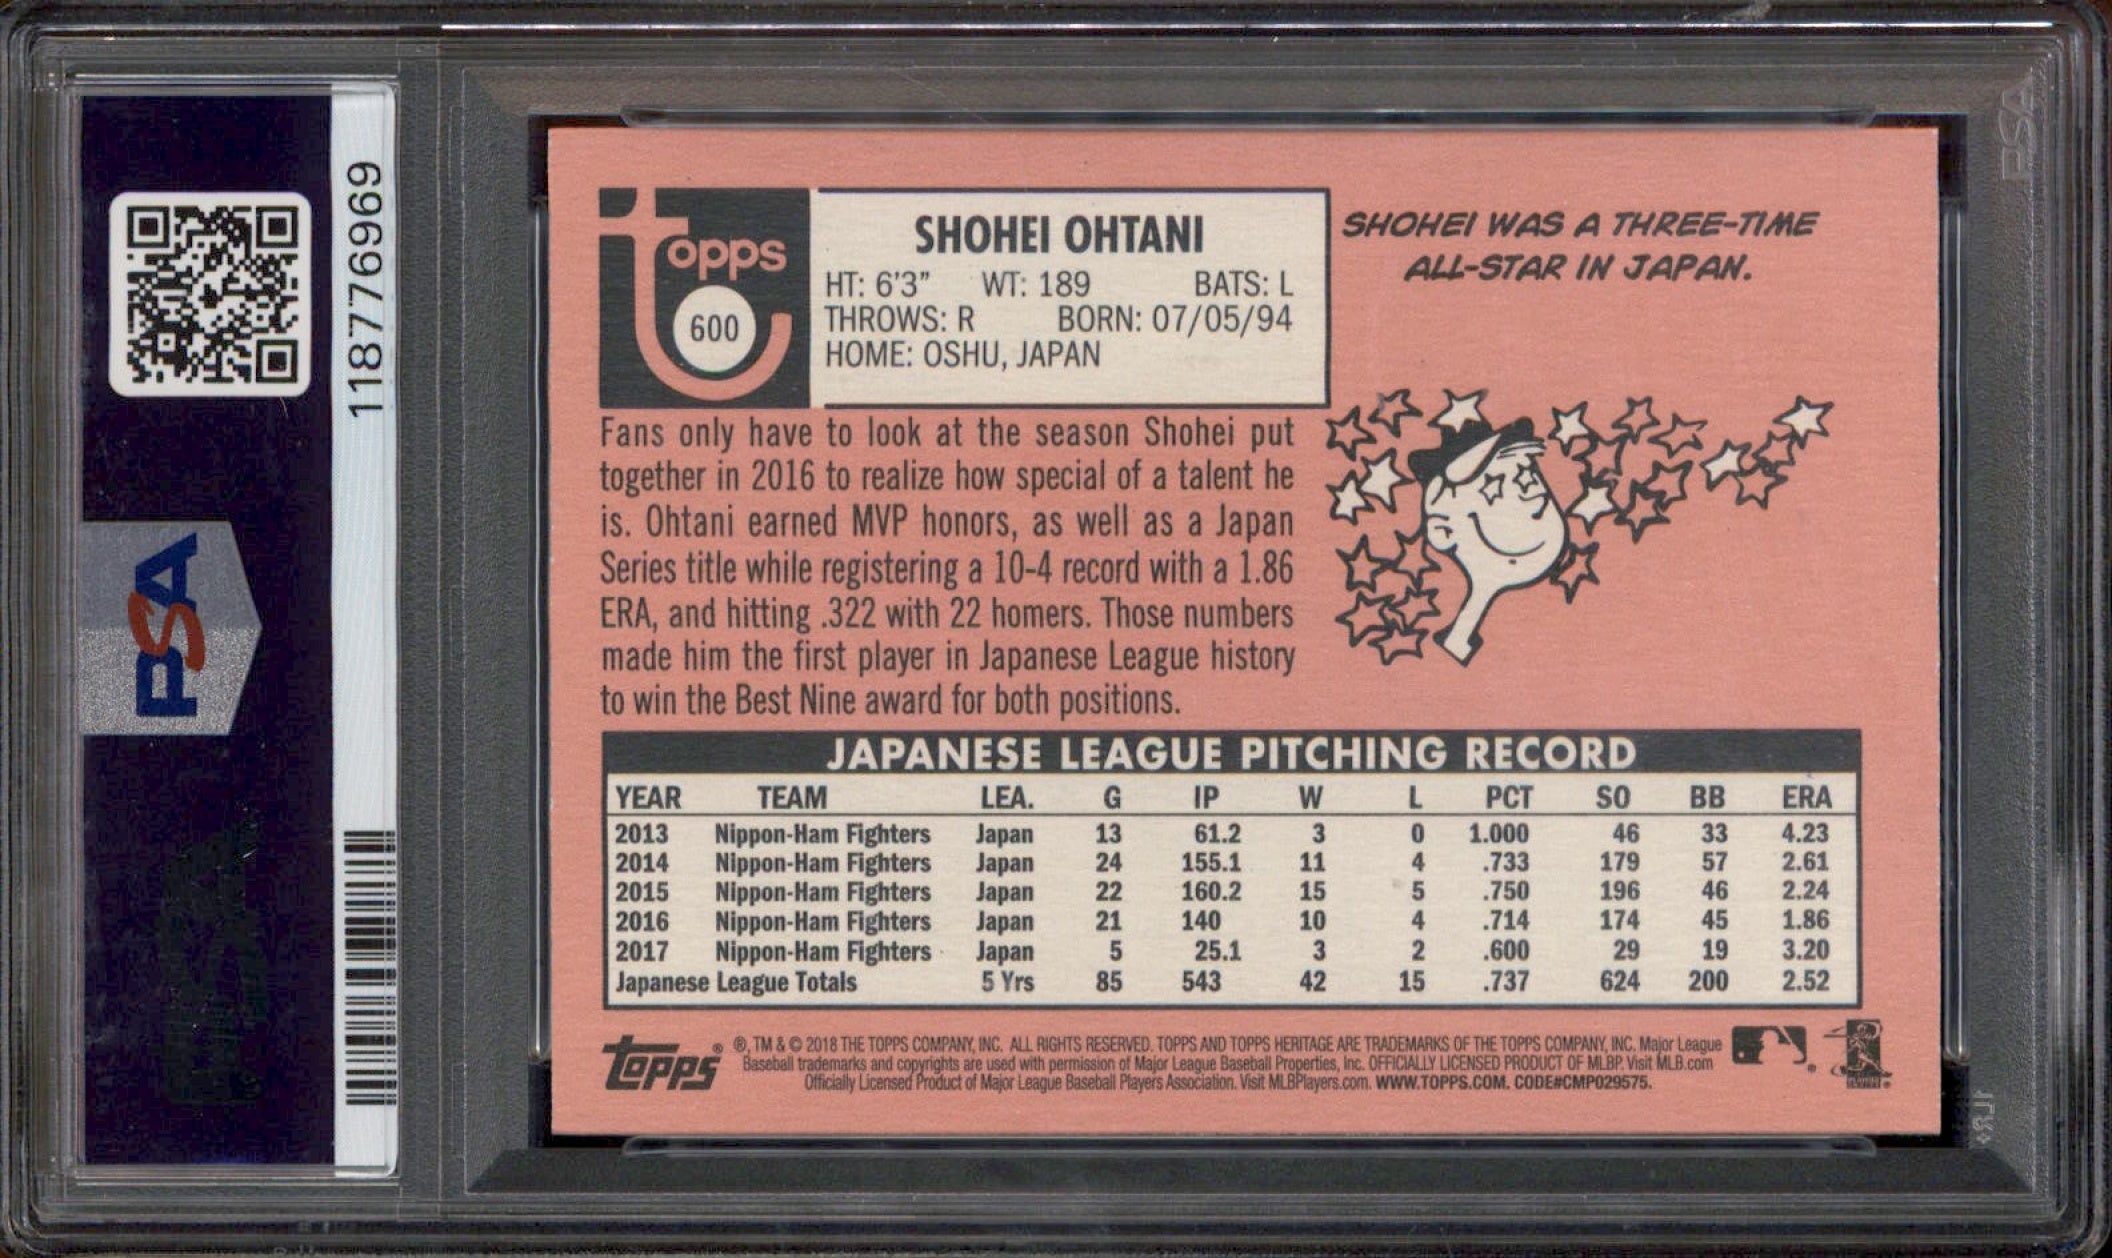 118776969
PSA
PSA
Topps
600
SHOHEI OHTANI
HT: 6'3" WT: 189 BATS: L
THROWS: R BORN: 07/05/94
HOME: OSHU, JAPAN
SHOHEI WAS A THREE-TIME
ALL-STAR IN JAPAN.
Fans only have to look at the season Shohei put
together in 2016 to realize how special of a talent he
is. Ohtani earned MVP honors, as well as a Japan
Series title while registering a 10-4 record with a 1.86
ERA, and hitting .322 with 22 homers. Those numbers
made him the first player in Japanese League history
to win the Best Nine award for both positions.
JAPANESE LEAGUE PITCHING RECORD
YEAR TEAM LEA. G IP W L PCT SO BB ERA
2013 Nippon-Ham Fighters Japan 13 61.2 3 0 1.000 46 33 4.23
2014 Nippon-Ham Fighters Japan 24 155.1 11 4 .733 179 57 2.61
2015 Nippon-Ham Fighters Japan 22 160.2 15 5 .750 196 46 2.24
2016 Nippon-Ham Fighters Japan 21 140 10 4 .714 174 45 1.86
2017 Nippon-Ham Fighters Japan 5 25.1 3 2 .600 29 19 3.20
Japanese League Totals 5 Yrs 85 543 42 15 .737 624 200 2.52
Topps® ®, TM & © 2018 THE TOPPS COMPANY, INC. ALL RIGHTS RESERVED. TOPPS AND TOPPS HERITAGE ARE TRADEMARKS OF THE TOPPS COMPANY, INC. Major League
Baseball trademarks and copyrights are used with permission of Major League Baseball Properties, Inc. OFFICIALLY LICENSED PRODUCT OF MLBP. Visit MLB.com
Officially Licensed Product of Major League Baseball Players Association. Visit MLBPlayers.com. WWW.TOPPS.COM. CODE#CMP029575.